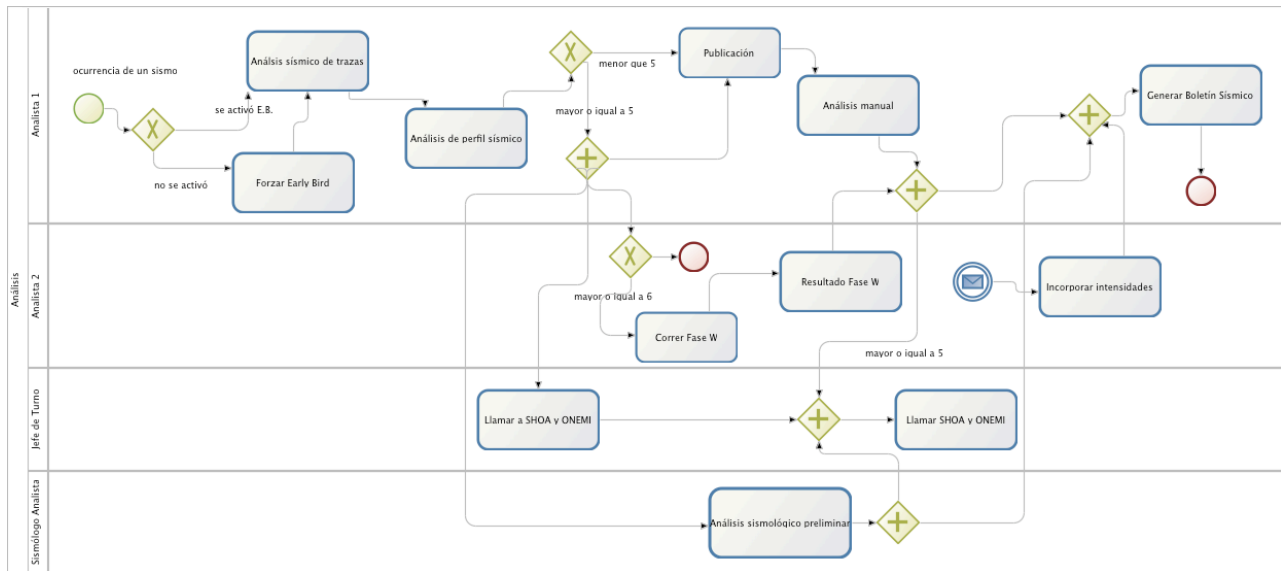 Análisis
Analista 1
ocurrencia de un sismo
Análsis sísmico de trazas
se activó E.B.
no se activó
Forzar Early Bird
Análisis de perfil sísmico
menor que 5
mayor o igual a 5
Publicación
Análisis manual
Generar Boletín Sísmico
Analista 2
mayor o igual a 6
Correr Fase W
Resultado Fase W
Incorporar intensidades
mayor o igual a 5
Jefe de Turno
Llamar a SHOA y ONEMI
Llamar SHOA y ONEMI
Sismólogo Analista
Análisis sismológico preliminar